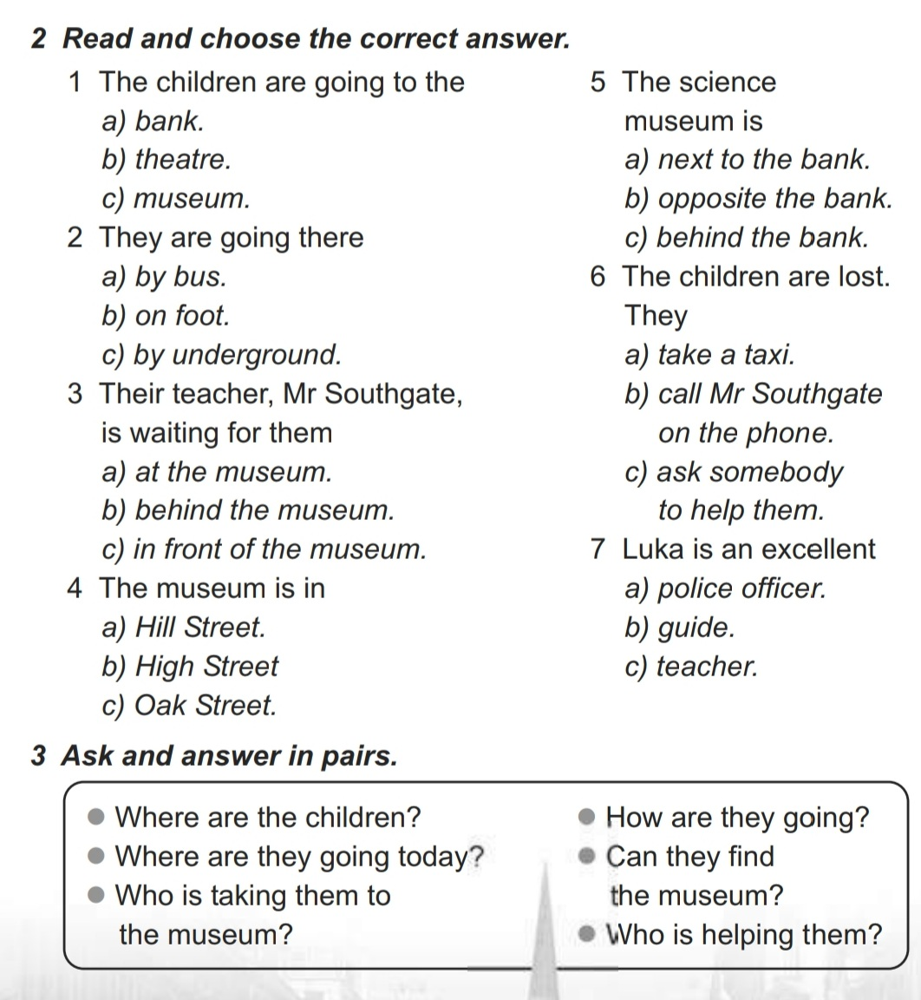 2 Read and choose the correct answer.
1 The children are going to the
a) bank.
b) theatre.
c) museum.
2 They are going there
a) by bus.
b) on foot.
c) by underground.
3 Their teacher, Mr Southgate,
is waiting for them
a) at the museum.
b) behind the museum.
c) in front of the museum.
4 The museum is in
a) Hill Street.
b) High Street
c) Oak Street.
5 The science
museum is
a) next to the bank.
b) opposite the bank.
c) behind the bank.
6 The children are lost.
They
a) take a taxi.
b) call Mr Southgate
on the phone.
c) ask somebody
to help them.
7 Luka is an excellent
a) police officer.
b) guide.
c) teacher.
3 Ask and answer in pairs.
● Where are the children?
● Where are they going today?
● Who is taking them to
the museum?
● How are they going?
● Can they find
the museum?
● Who is helping them?